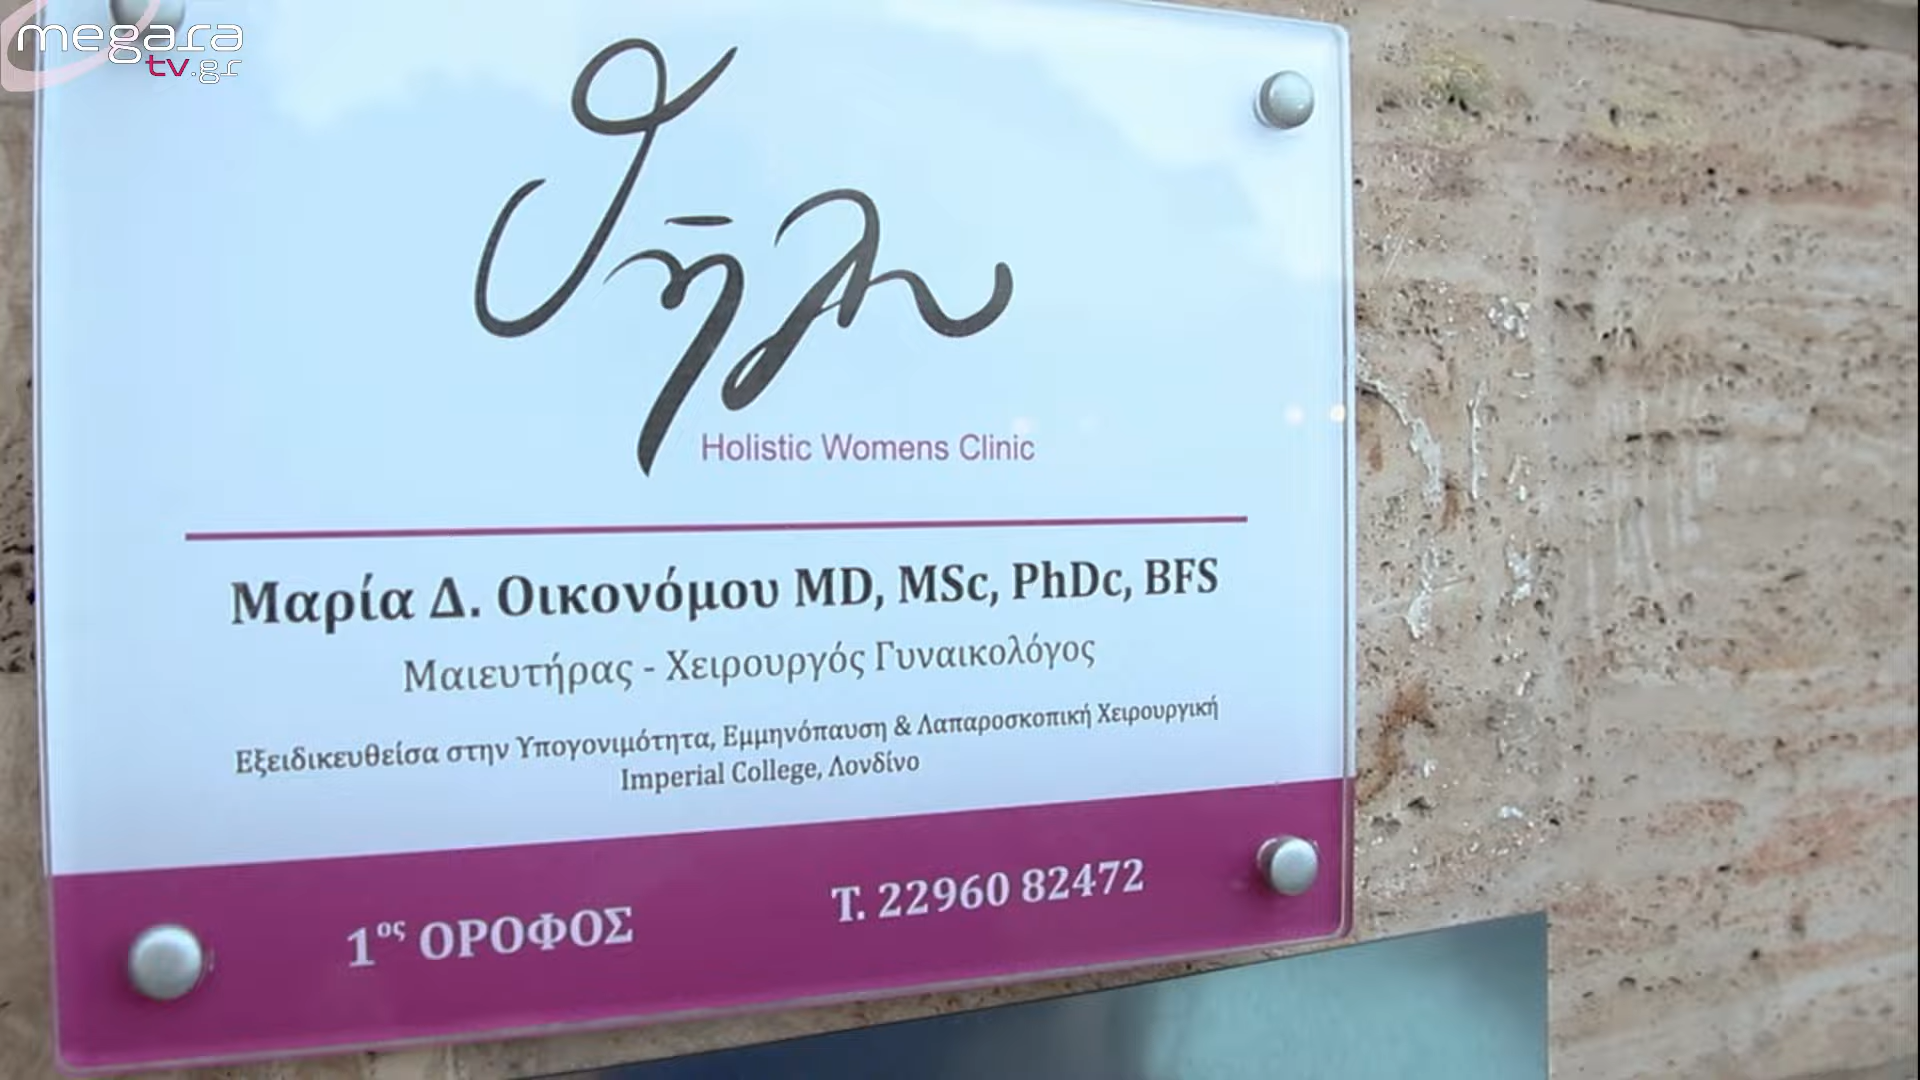 megara
tv.gr
θήλυ
Holistic Womens Clinic
Μαρία Δ. Οικονόμου MD, MSc, PhDc, BFS
Μαιευτήρας - Χειρουργός Γυναικολόγος
Εξειδικευθείσα στην Υπογονιμότητα, Εμμηνόπαυση & Λαπαροσκοπική Χειρουργική
Imperial College, Λονδίνο
1ος ΟΡΟΦΟΣ Τ. 22960 82472